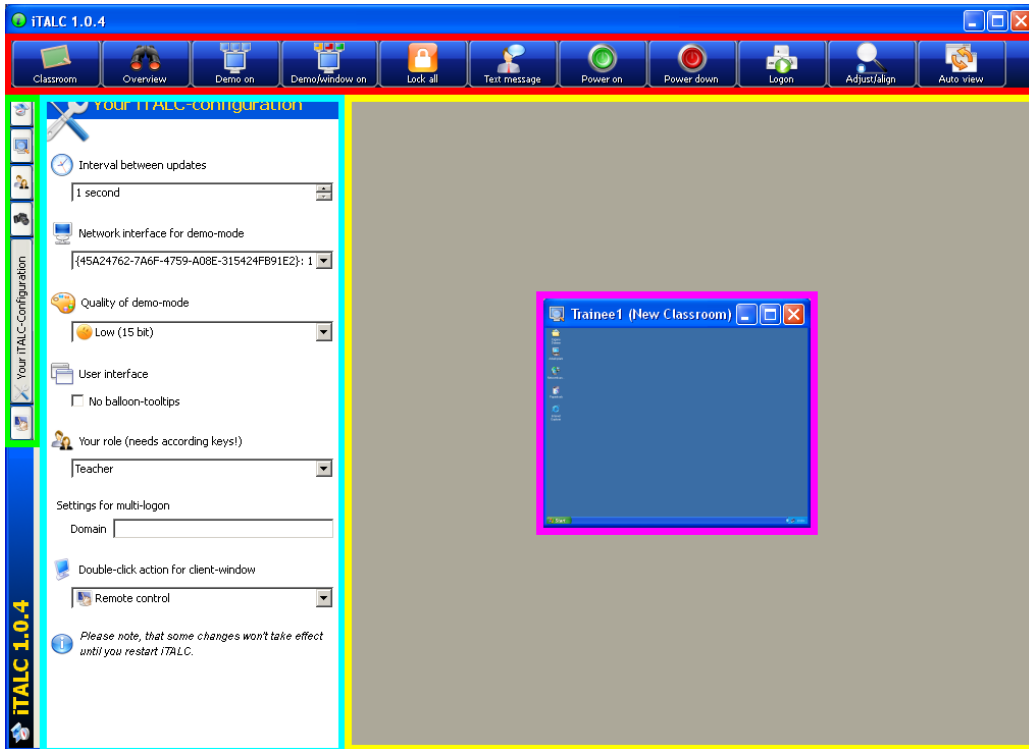 iTALC 1.0.4
Classroom
Overview
Demo on
Demo/window on
Lock all
Text message
Power on
Power down
Logon
Adjust/align
Auto view
Your iTALC-configuration
Interval between updates
1 second
Network interface for demo-mode
{45A24762-7A6F-4759-A08E-315424FB91E2}: 1
Quality of demo-mode
Low (15 bit)
User interface
No balloon-tooltips
Your role (needs according keys!)
Teacher
Settings for multi-logon
Domain
Double-click action for client-window
Remote control
Please note, that some changes won't take effect
until you restart iTALC.
Your iTALC-Configuration
iTALC 1.0.4
Trainee1 (New Classroom)